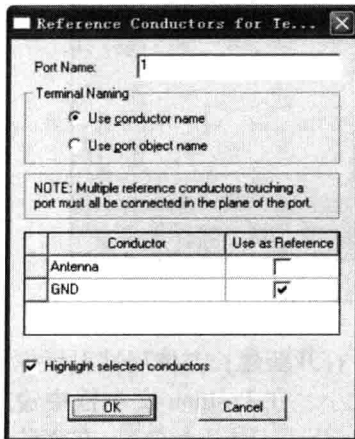 Reference Conductors for Te...
Port Name: 1
Terminal Naming
Use conductor name
Use port object name
NOTE: Multiple reference conductors touching a
port must all be connected in the plane of the port.
Conductor Use as Reference
Antenna
GND
Highlight selected conductors
OK Cancel